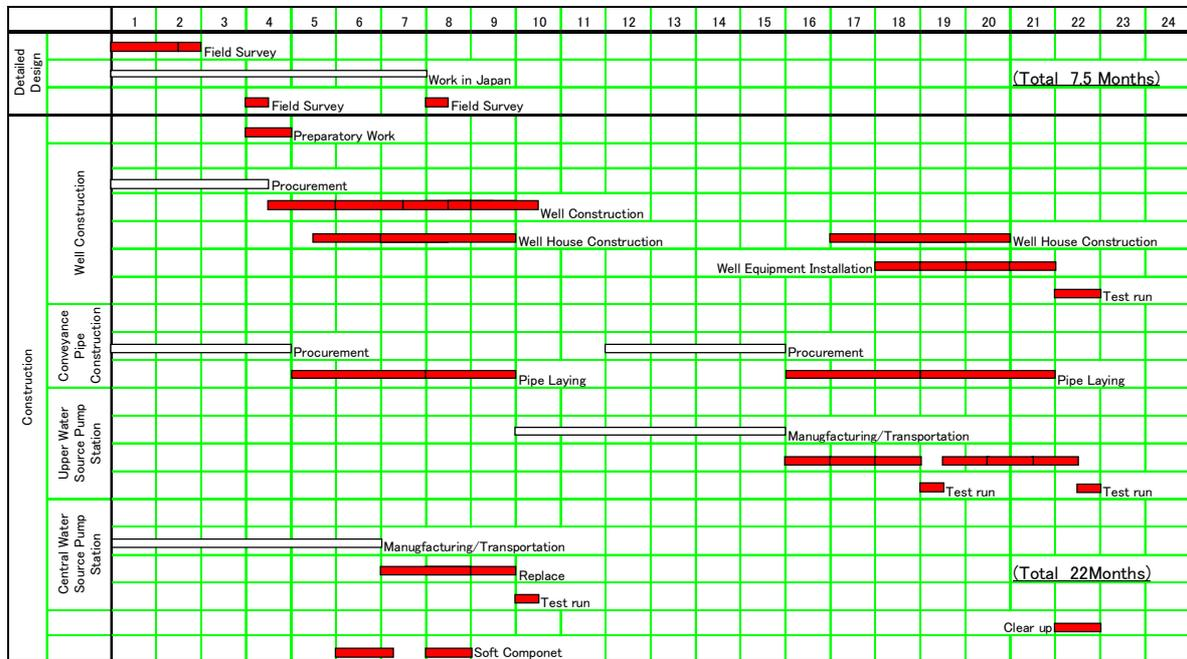 1 2 3 4 5 6 7 8 9 10 11 12 13 14 15 16 17 18 19 20 21 22 23 24
Detailed
Design
Field Survey
Work in Japan
(Total 7.5 Months)
Field Survey
Field Survey
Construction
Preparatory Work
Well Construction
Procurement
Well Construction
Well House Construction
Well House Construction
Well Equipment Installation
Test run
Conveyance
Pipe
Construction
Procurement
Procurement
Pipe Laying
Pipe Laying
Upper Water
Source Pump
Station
Manugfacturing/Transportation
Test run
Test run
Central Water
Source Pump
Station
Manugfacturing/Transportation
Replace
(Total 22Months)
Test run
Clear up
Soft Componet